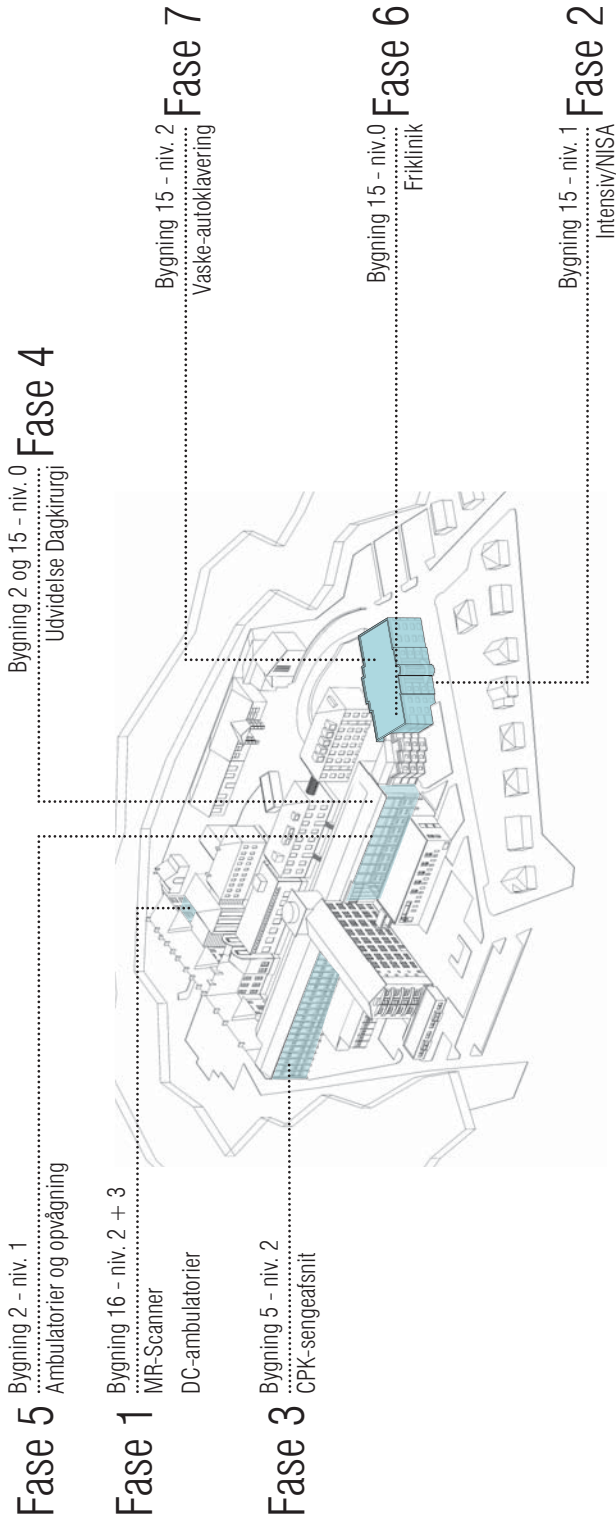 Fase 5
Bygning 2 - niv. 1
Ambulatorier og opvågning
Fase 1
Bygning 16 - niv. 2 + 3
MR-Scanner
DC-ambulatorier
Fase 3
Bygning 5 - niv. 2
CPK-sengeafsnit
Bygning 2 og 15 - niv. 0
Udvidelse Dagkirurgi
Fase 4
Bygning 15 - niv. 2
Vaske-autoklavering
Fase 7
Bygning 15 - niv.0
Friklinik
Fase 6
Bygning 15 - niv. 1
Intensiv/NISA
Fase 2